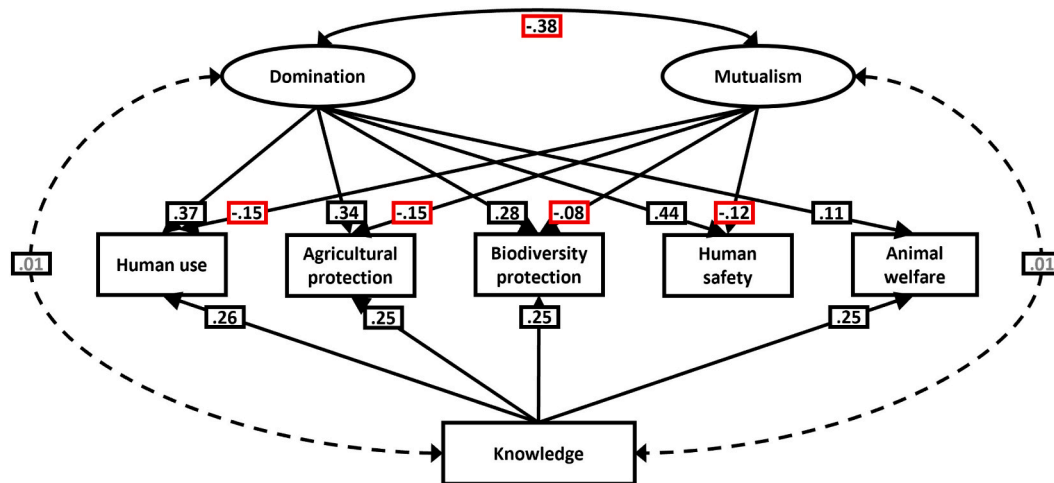 -.38
Domination
Mutualism
.37
-.15
.34
-.15
.28
-.08
.44
-.12
.11
Human use
Agricultural
protection
Biodiversity
protection
Human
safety
Animal
welfare
.01
.01
.26
.25
.25
.25
Knowledge